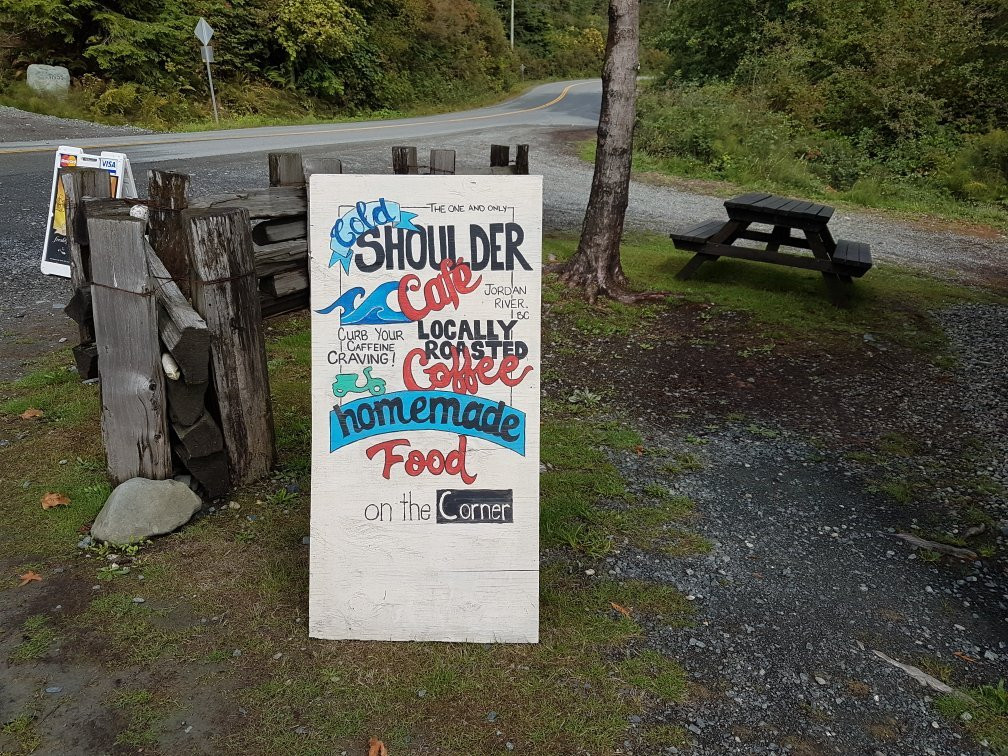 THE ONE AND ONLY
Cold
SHOULDER
Café
JORDAN
RIVER.
BC
CURB YOUR
CAFFEINE
CRAVING!
LOCALLY
ROASTED
Coffee
homemade
Food
on the Corner
VISA